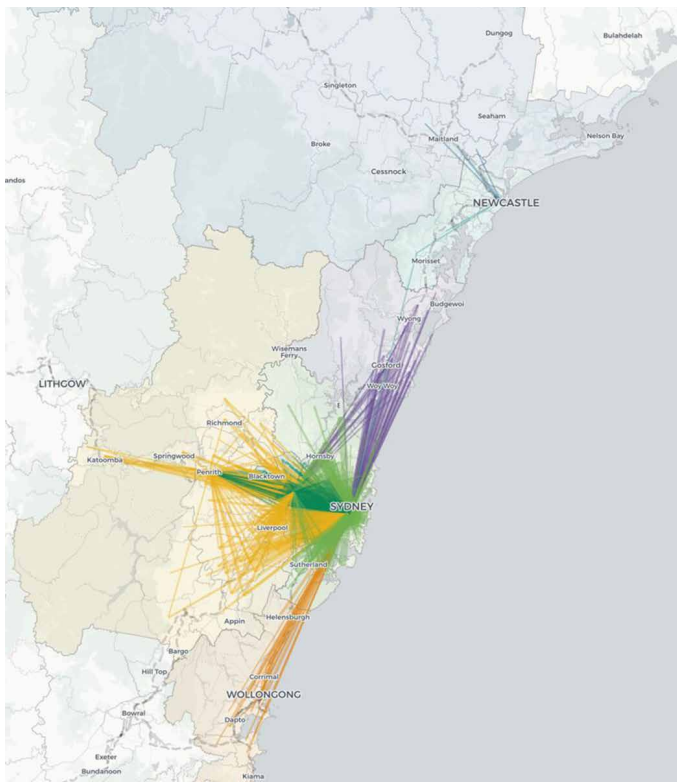 Dungog
Bulahdelah
Singleton
Seaham
Maitland
Nelson Bay
Broke
Cessnock
andos
NEWCASTLE
Morisset
Budgewoi
Wyong
Wisemans
Ferry
Gosford
LITHGOW
Woy Woy
Richmond
Hornsby
Springwood
Katoomba
Penrith
Blacktown
SYDNEY
Liverpool
Sutherland
Helensburgh
Appin
Bargo
Hill Top
Corrimal
WOLLONGONG
Bowral
Dapto
Exeter
Bundanoon
Kiama